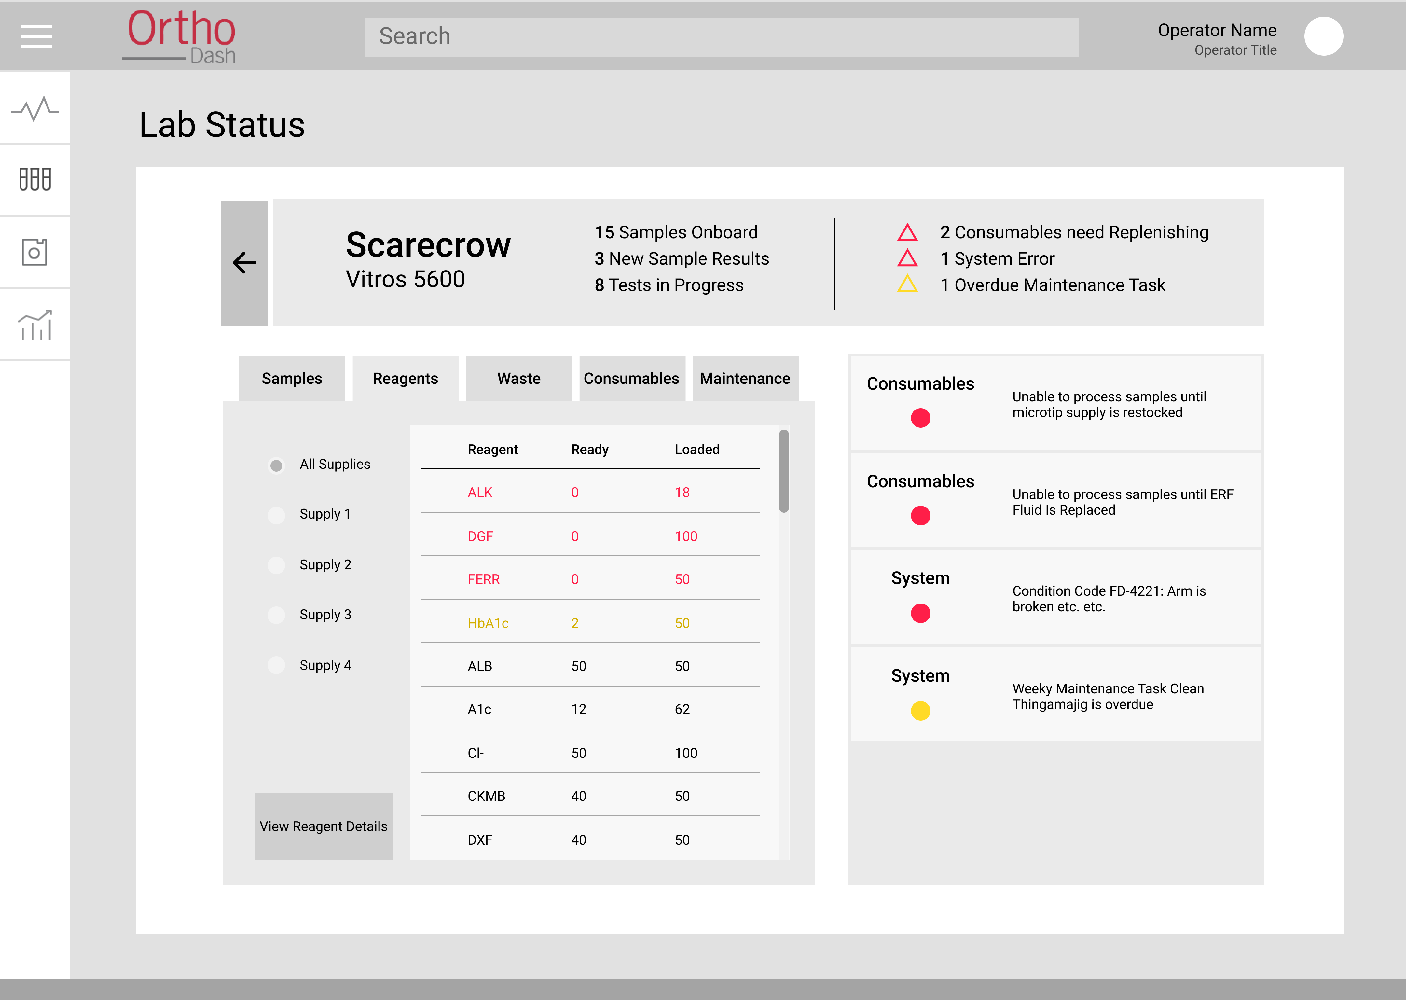 Ortho
Dash
Search
Operator Name
Operator Title
Lab Status
Scarecrow
Vitros 5600
15 Samples Onboard
3 New Sample Results
8 Tests in Progress
2 Consumables need Replenishing
1 System Error
1 Overdue Maintenance Task
Samples Reagents Waste Consumables Maintenance
All Supplies
Supply 1
Supply 2
Supply 3
Supply 4
View Reagent Details
Reagent Ready Loaded
ALK 0 18
DGF 0 100
FERR 0 50
HbA1c 2 50
ALB 50 50
A1c 12 62
Cl- 50 100
CKMB 40 50
DXF 40 50
Consumables
Unable to process samples until
microtip supply is restocked
Consumables
Unable to process samples until ERF
Fluid Is Replaced
System
Condition Code FD-4221: Arm is
broken etc. etc.
System
Weeky Maintenance Task Clean
Thingamajig is overdue